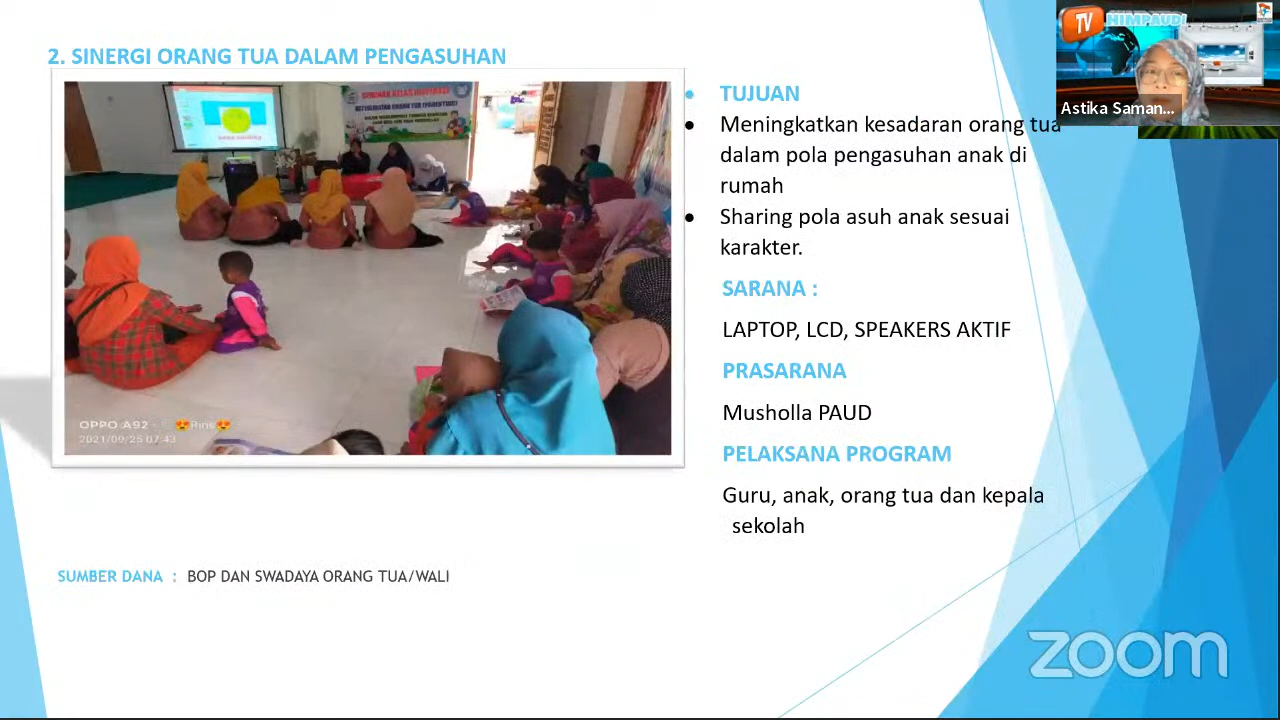 2. SINERGI ORANG TUA DALAM PENGASUHAN
OPPO A92
2021/09/25 07:43
TUJUAN
Meningkatkan kesadaran orang tua
dalam pola pengasuhan anak di
rumah
Sharing pola asuh anak sesuai
karakter.
SARANA :
LAPTOP, LCD, SPEAKERS AKTIF
PRASARANA
Musholla PAUD
PELAKSANA PROGRAM
Guru, anak, orang tua dan kepala
sekolah
SUMBER DANA : BOP DAN SWADAYA ORANG TUA/WALI
TV HIMPAUDI
Astika Saman...
zoom